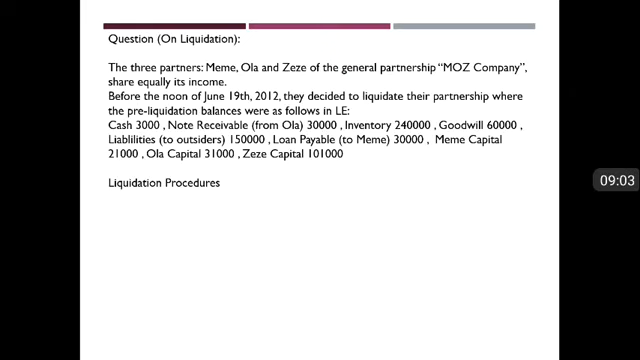 Question (On Liquidation):
The three partners: Meme, Ola and Zeze of the general partnership “MOZ Company”,
share equally its income.
Before the noon of June 19th, 2012, they decided to liquidate their partnership where
the pre-liquidation balances were as follows in LE:
Cash 3000 , Note Receivable (from Ola) 30000 , Inventory 240000 , Goodwill 60000 ,
Liablilities (to outsiders) 150000 , Loan Payable (to Meme) 30000 , Meme Capital
21000 , Ola Capital 31000 , Zeze Capital 101000
Liquidation Procedures
09:03